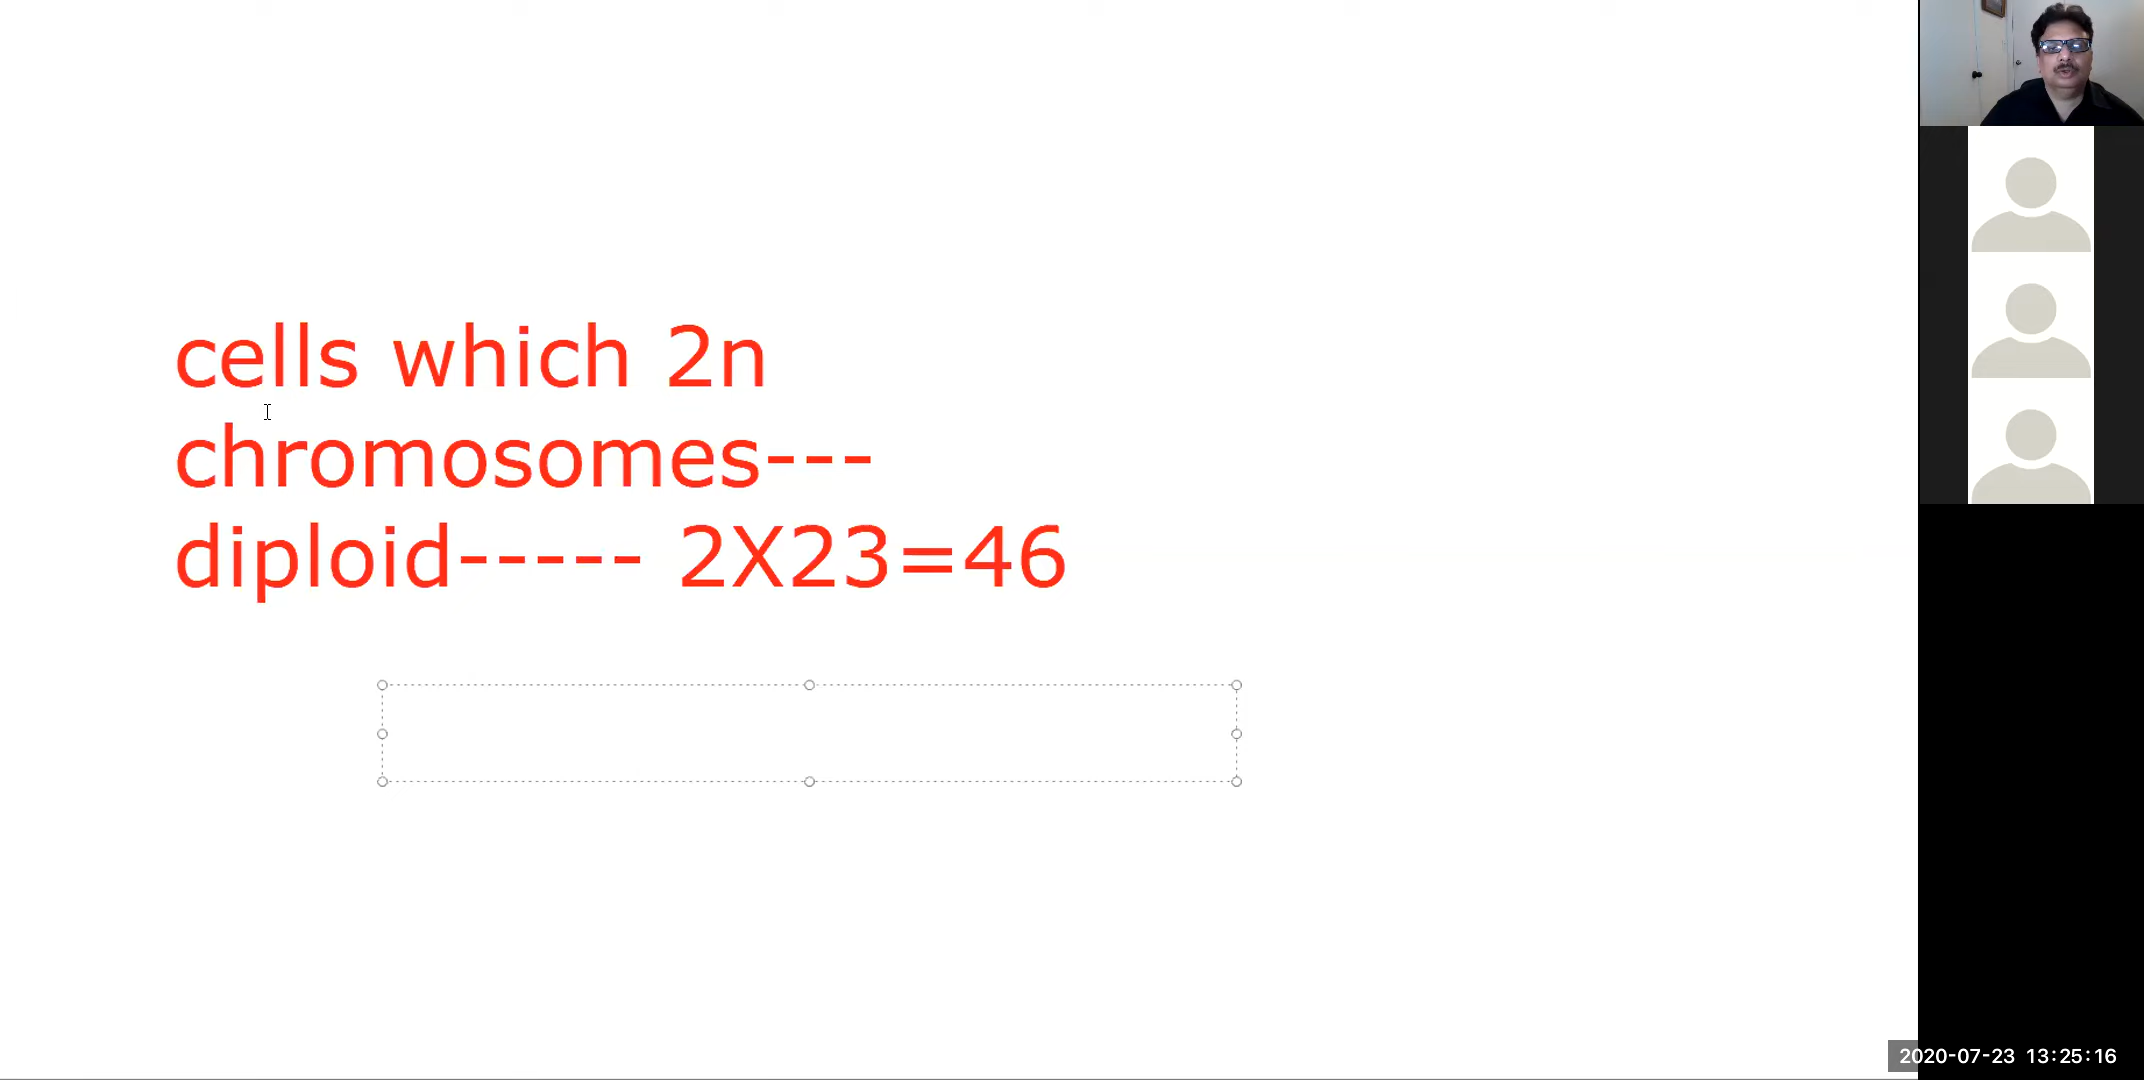 cells which 2n
chromosomes---
diploid----- 2X23=46
2020-07-23 13:25:16